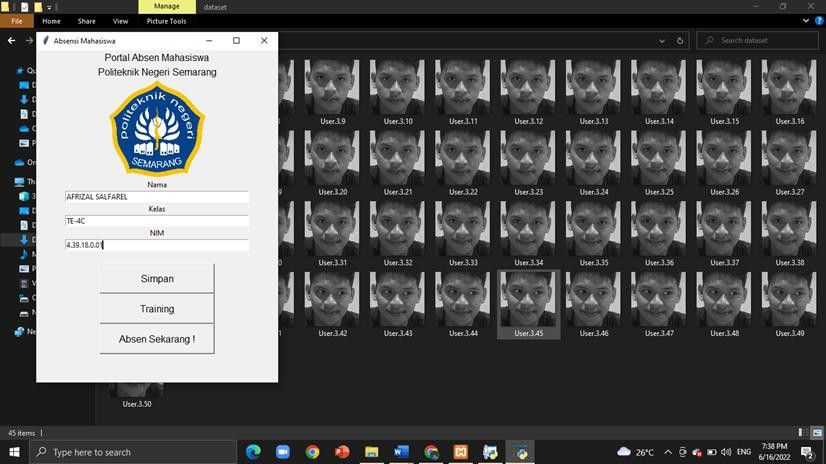 Manage
dataset
File
Home
Share
View
Picture Tools
Search dataset
Absensi Mahasiswa
Portal Absen Mahasiswa
Politeknik Negeri Semarang
politeknik negeri
SEMARANG
Nama
AFRIZAL SALFAREL
Kelas
TE-4C
NIM
4.39.18.0.01
Simpan
Training
Absen Sekarang !
User.3.9
User.3.10
User.3.11
User.3.12
User.3.13
User.3.14
User.3.15
User.3.16
User.3.20
User.3.21
User.3.22
User.3.23
User.3.24
User.3.25
User.3.26
User.3.27
User.3.31
User.3.32
User.3.33
User.3.34
User.3.35
User.3.36
User.3.37
User.3.38
User.3.42
User.3.43
User.3.44
User.3.45
User.3.46
User.3.47
User.3.48
User.3.49
User.3.50
45 items
Type here to search
26°C
ENG
7:38 PM
6/16/2022
2